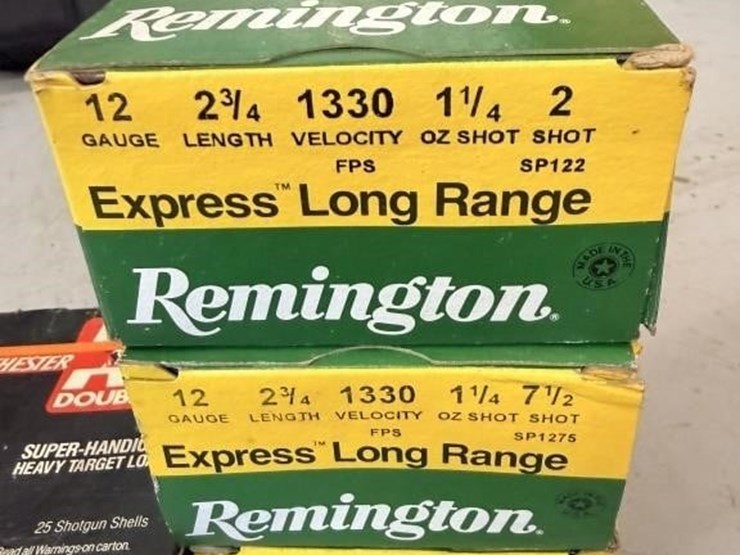 Remington®
12 2¾ 1330 1¼ 2
GAUGE LENGTH VELOCITY OZ SHOT SHOT
FPS SP122
Express™ Long Range
MADE IN THE
USA
Remington®
12 2¾ 1330 1¼ 7½
GAUGE LENGTH VELOCITY OZ SHOT SHOT
FPS SP1275
Express™ Long Range
Remington®
HESTER
DOUB
SUPER-HANDIC
HEAVY TARGET LO
25 Shotgun Shells
Read all Warnings on carton.